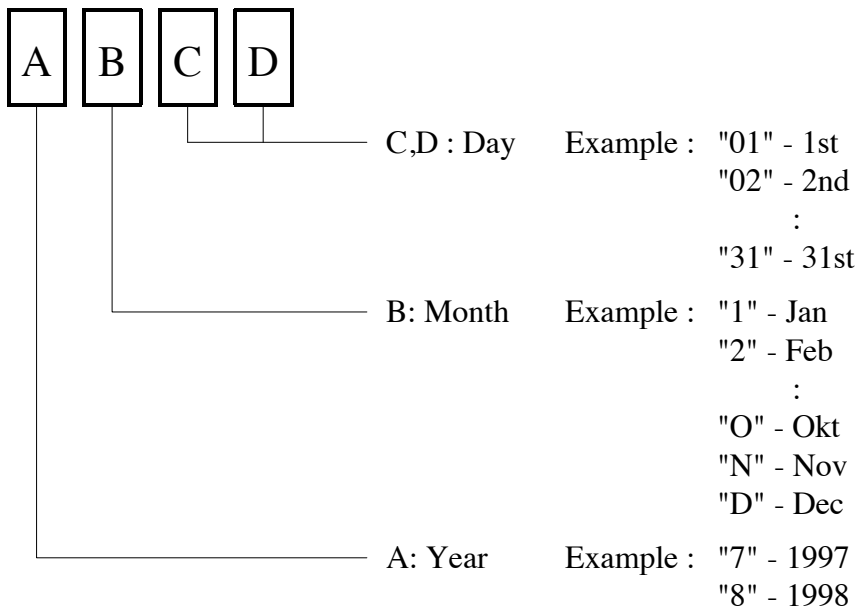 A B C D
C,D : Day Example : "01" - 1st
"02" - 2nd
:
"31" - 31st
B: Month Example : "1" - Jan
"2" - Feb
:
"O" - Okt
"N" - Nov
"D" - Dec
A: Year Example : "7" - 1997
"8" - 1998